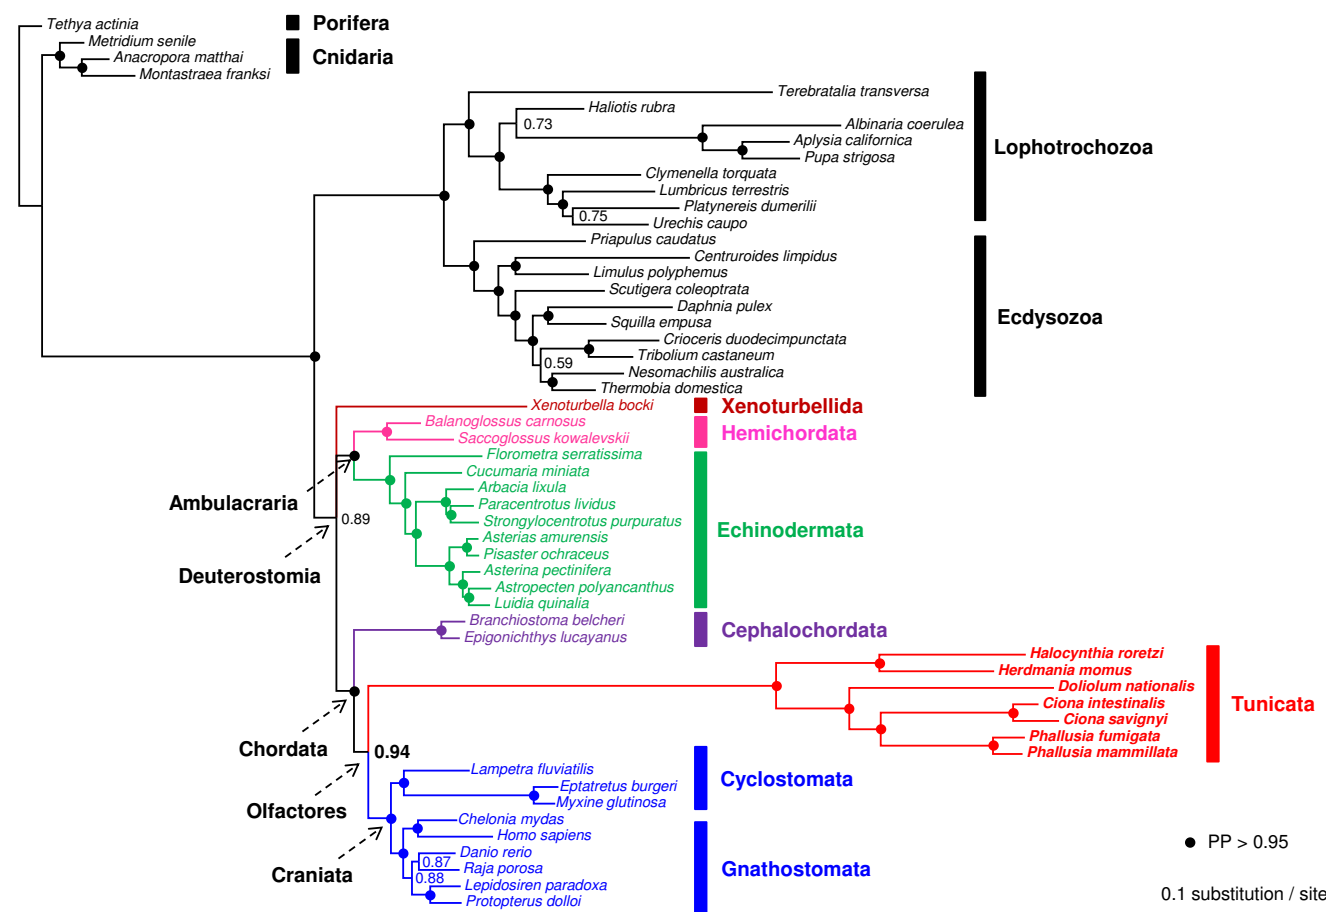 Tethya actinia
Porifera
Metridium senile
Cnidaria
Anacropora matthai
Montastraea franksi
Terebratalia transversa
Haliotis rubra
0.73
Albinaria coerulea
Aplysia californica
Lophotrochozoa
Pupa strigosa
Clymenella torquata
Lumbricus terrestris
Platynereis dumerilii
0.75
Urechis caupo
Priapulus caudatus
Centruroides limpidus
Limulus polyphemus
Scutigera coleoptrata
Daphnia pulex
Ecdysozoa
Squilla empusa
Crioceris duodecimpunctata
Tribolium castaneum
0.59
Nesomachilis australica
Thermobia domestica
Xenoturbella bocki
Xenoturbellida
Balanoglossus carnosus
Hemichordata
Saccoglossus kowalevskii
Florometra serratissima
Cucumaria miniata
Arbacia lixula
Ambulacraria
Paracentrotus lividus
0.89
Strongylocentrotus purpuratus
Echinodermata
Asterias amurensis
Pisaster ochraceus
Deuterostomia
Asterina pectinifera
Astropecten polyancanthus
Luidia quinalia
Branchiostoma belcheri
Cephalochordata
Epigonichthys lucayanus
Halocynthia roretzi
Herdmania momus
Doliolum nationalis
Ciona intestinalis
Tunicata
Ciona savignyi
Phallusia fumigata
Chordata
0.94
Phallusia mammillata
Lampetra fluviatilis
Cyclostomata
Eptatretus burgeri
Myxine glutinosa
Olfactores
Chelonia mydas
Homo sapiens
PP > 0.95
Danio rerio
0.87
Raja porosa
Gnathostomata
Craniata
0.88
Lepidosiren paradoxa
Protopterus dolloi
0.1 substitution / site